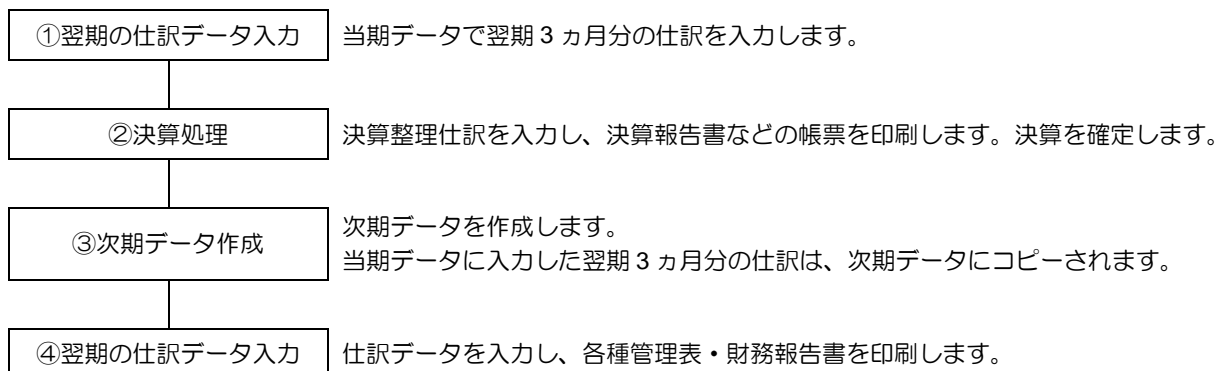 ①翌期の仕訳データ入力
当期データで翌期3ヵ月分の仕訳を入力します。
②決算処理
決算整理仕訳を入力し、決算報告書などの帳票を印刷します。決算を確定します。
③次期データ作成
次期データを作成します。
当期データに入力した翌期3ヵ月分の仕訳は、次期データにコピーされます。
④翌期の仕訳データ入力
仕訳データを入力し、各種管理表・財務報告書を印刷します。